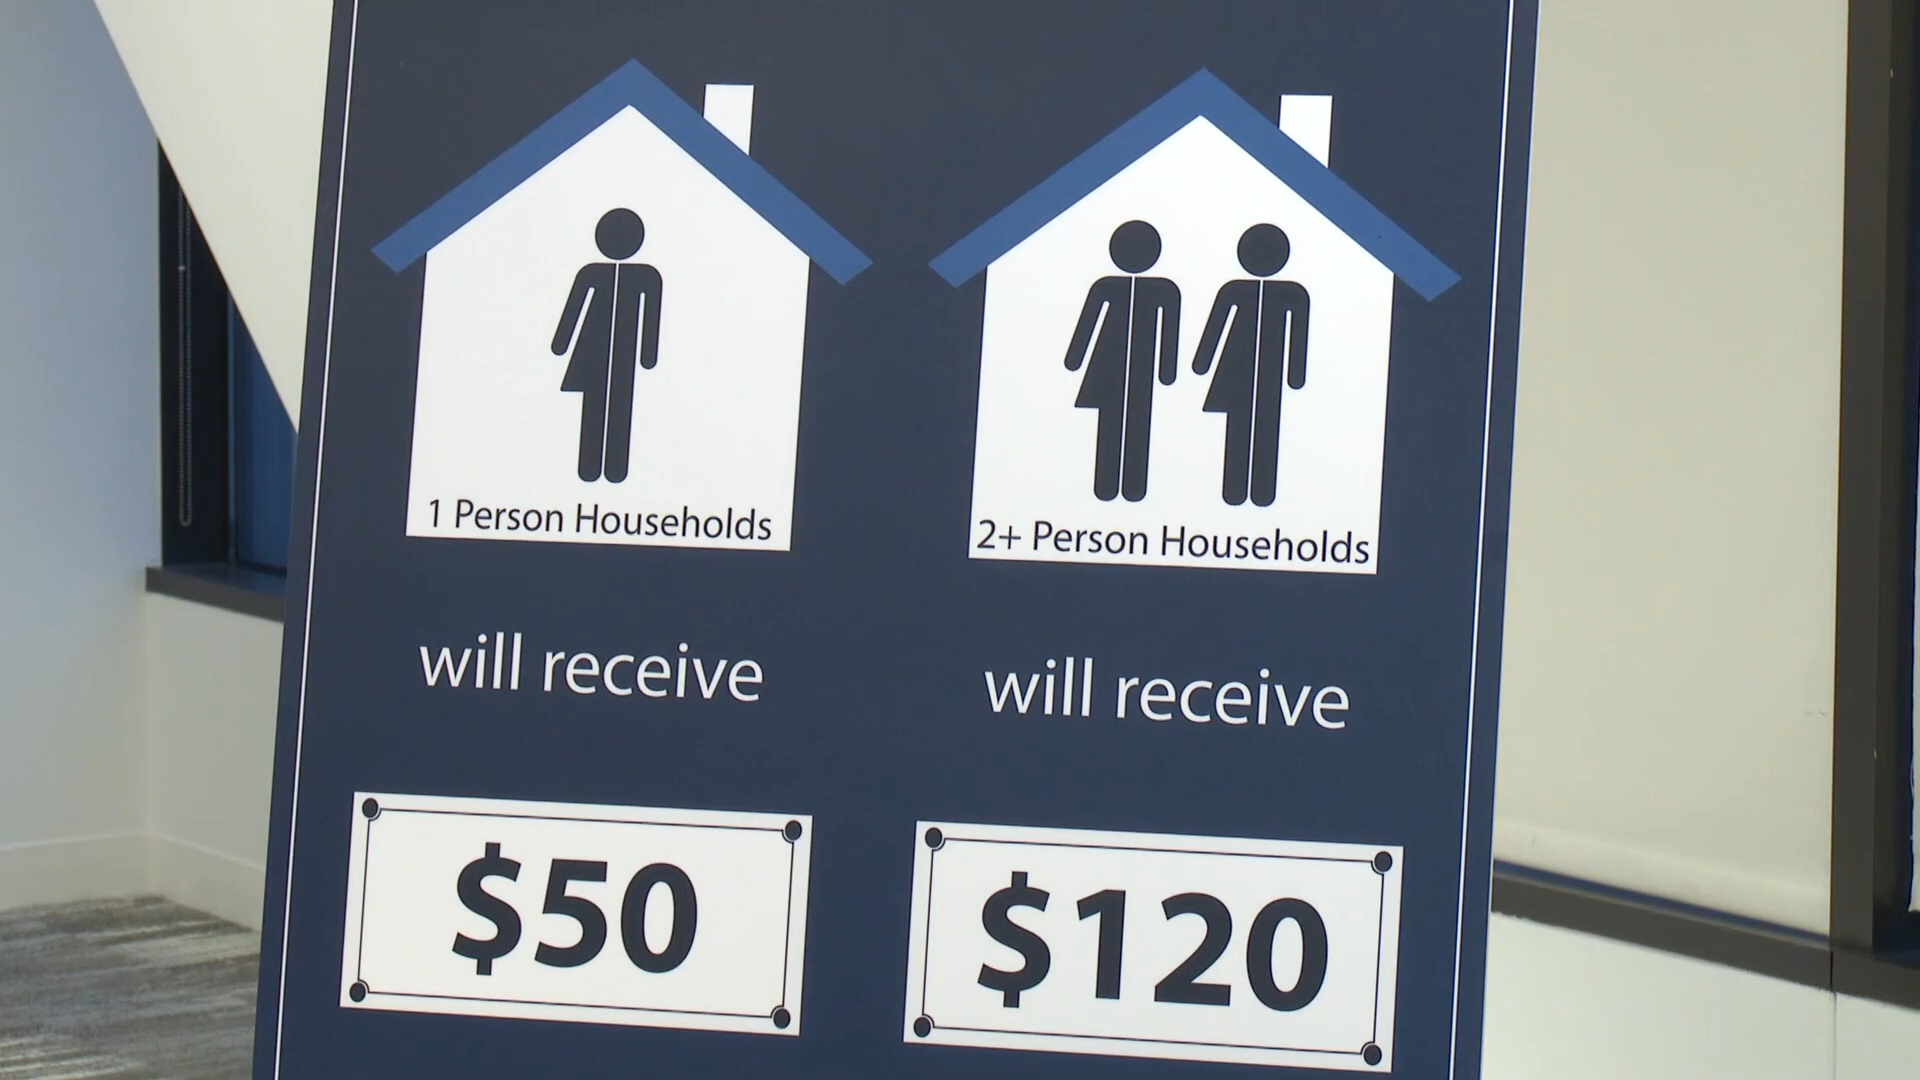 1 Person Households
will receive
$50
2+ Person Households
will receive
$120